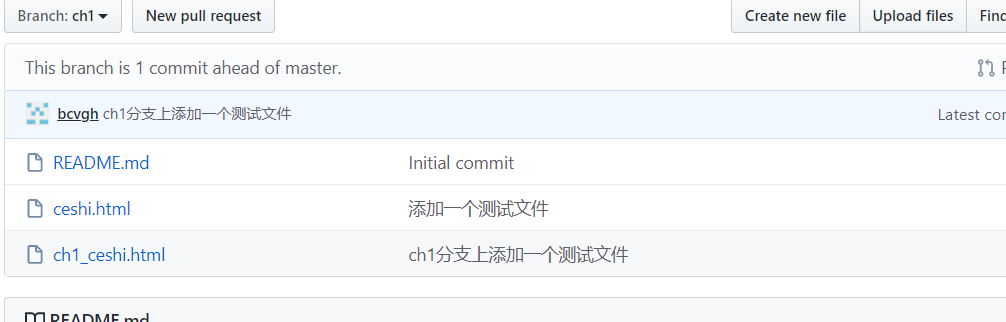 Branch: ch1 New pull request Create new file Upload files Find
This branch is 1 commit ahead of master.
bcvgh ch1分支上添加一个测试文件 Latest con
README.md Initial commit
ceshi.html 添加一个测试文件
ch1_ceshi.html ch1分支上添加一个测试文件
README.md